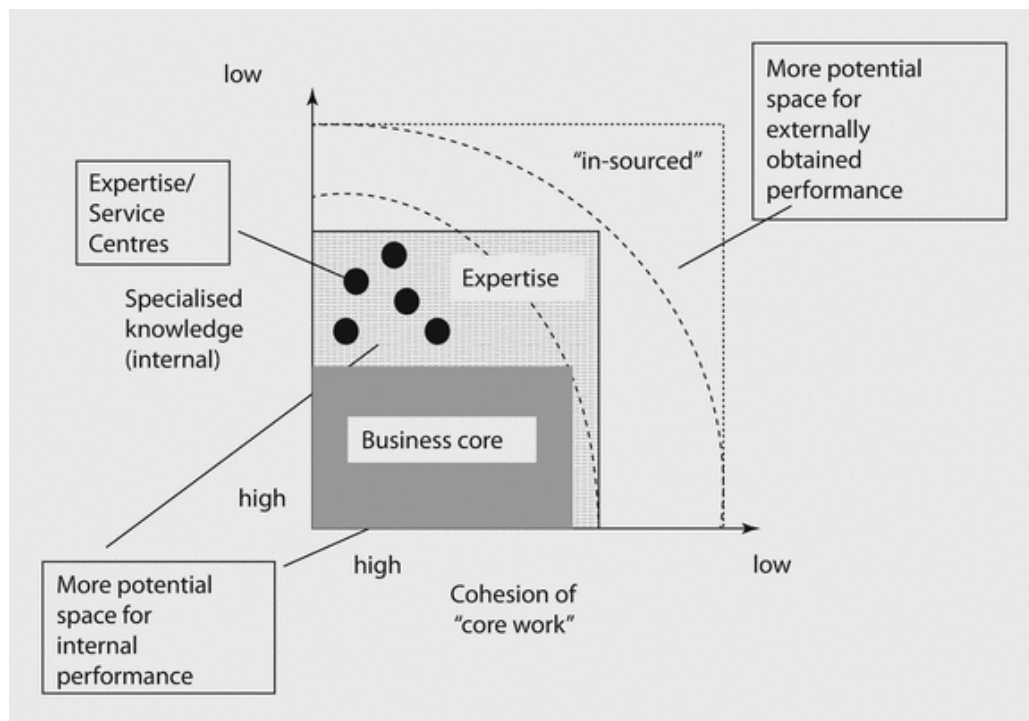 low
More potential
space for
externally
obtained
performance
"in-sourced"
Expertise/
Service
Centres
Expertise
Specialised
knowledge
(internal)
Business core
high
high
low
Cohesion of
"core work"
More potential
space for
internal
performance